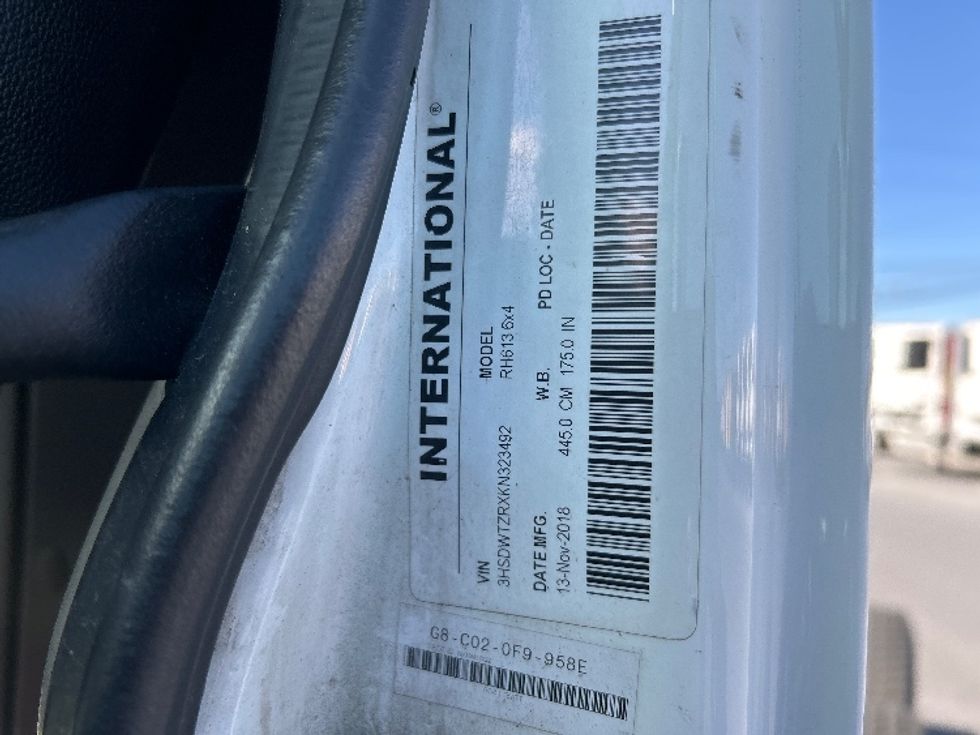 INTERNATIONAL®
VIN MODEL
3HSDWTZRXKN323492 RH613 6x4
DATE MFG. W.B. PD LOC - DATE
13-Nov-2018 445.0 CM 175.0 IN
G8-C02-0F9-958E